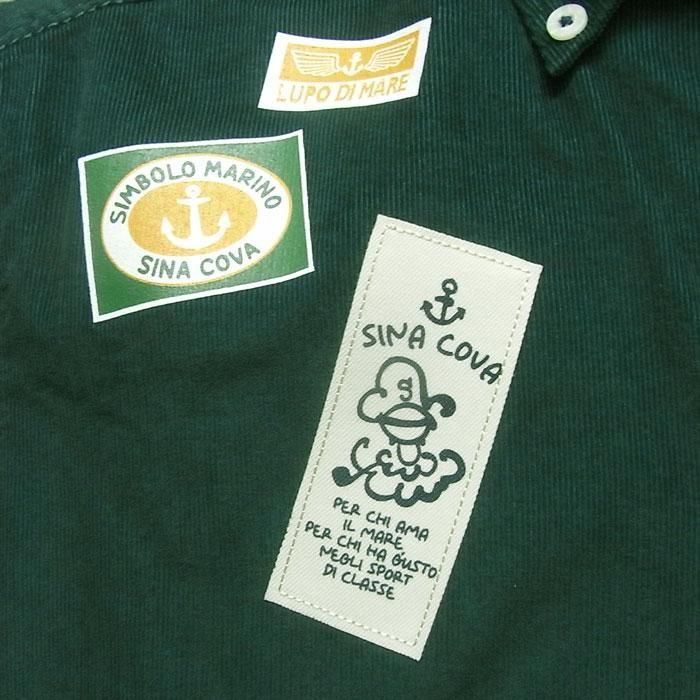 LUPO DI MARE
SIMBOLO MARINO
SINA COVA
SINA COVA
S
PER CHI AMA
IL MARE
PER CHI HA GUSTO
NEGLI SPORT
DI CLASSE